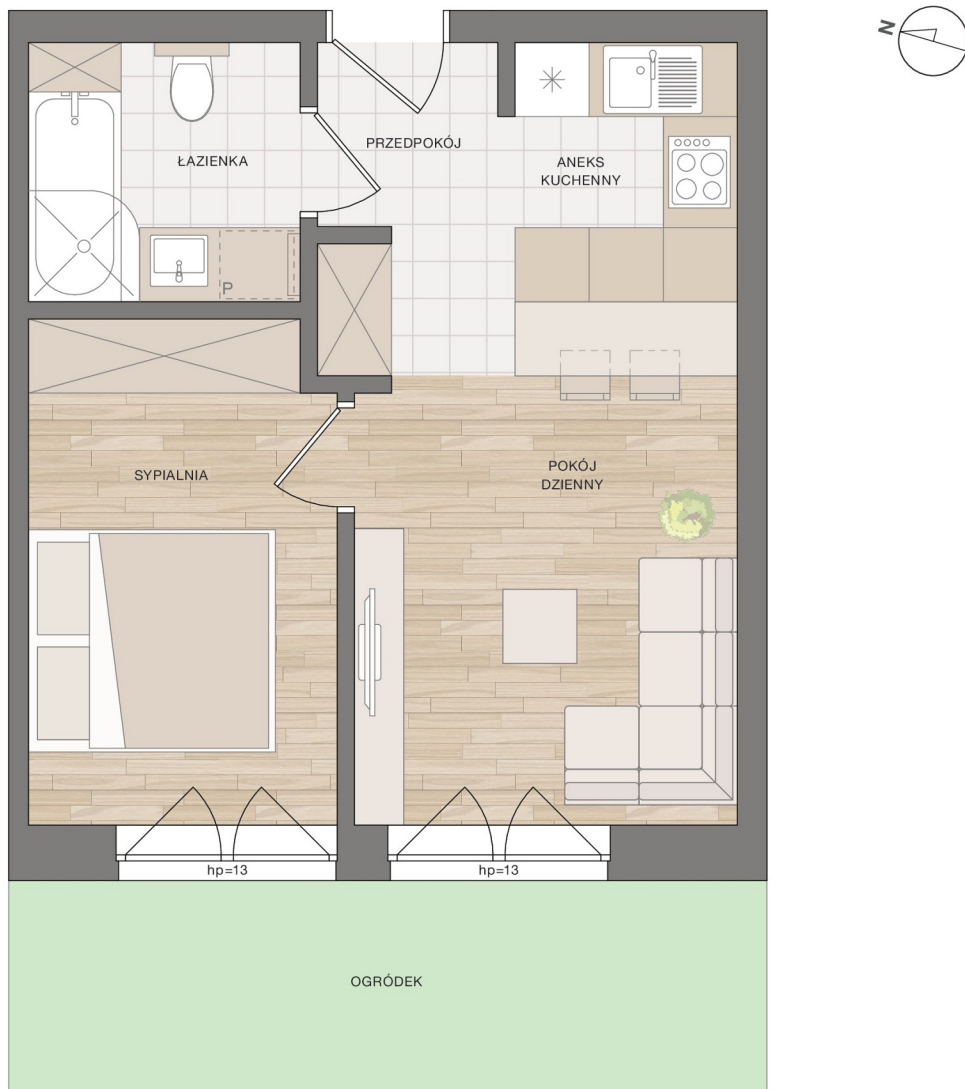 N
ŁAZIENKA
PRZEDPOKÓJ
ANEKS
KUCHENNY
P
SYPIALNIA
POKÓJ
DZIENNY
hp=13
hp=13
OGRÓDEK